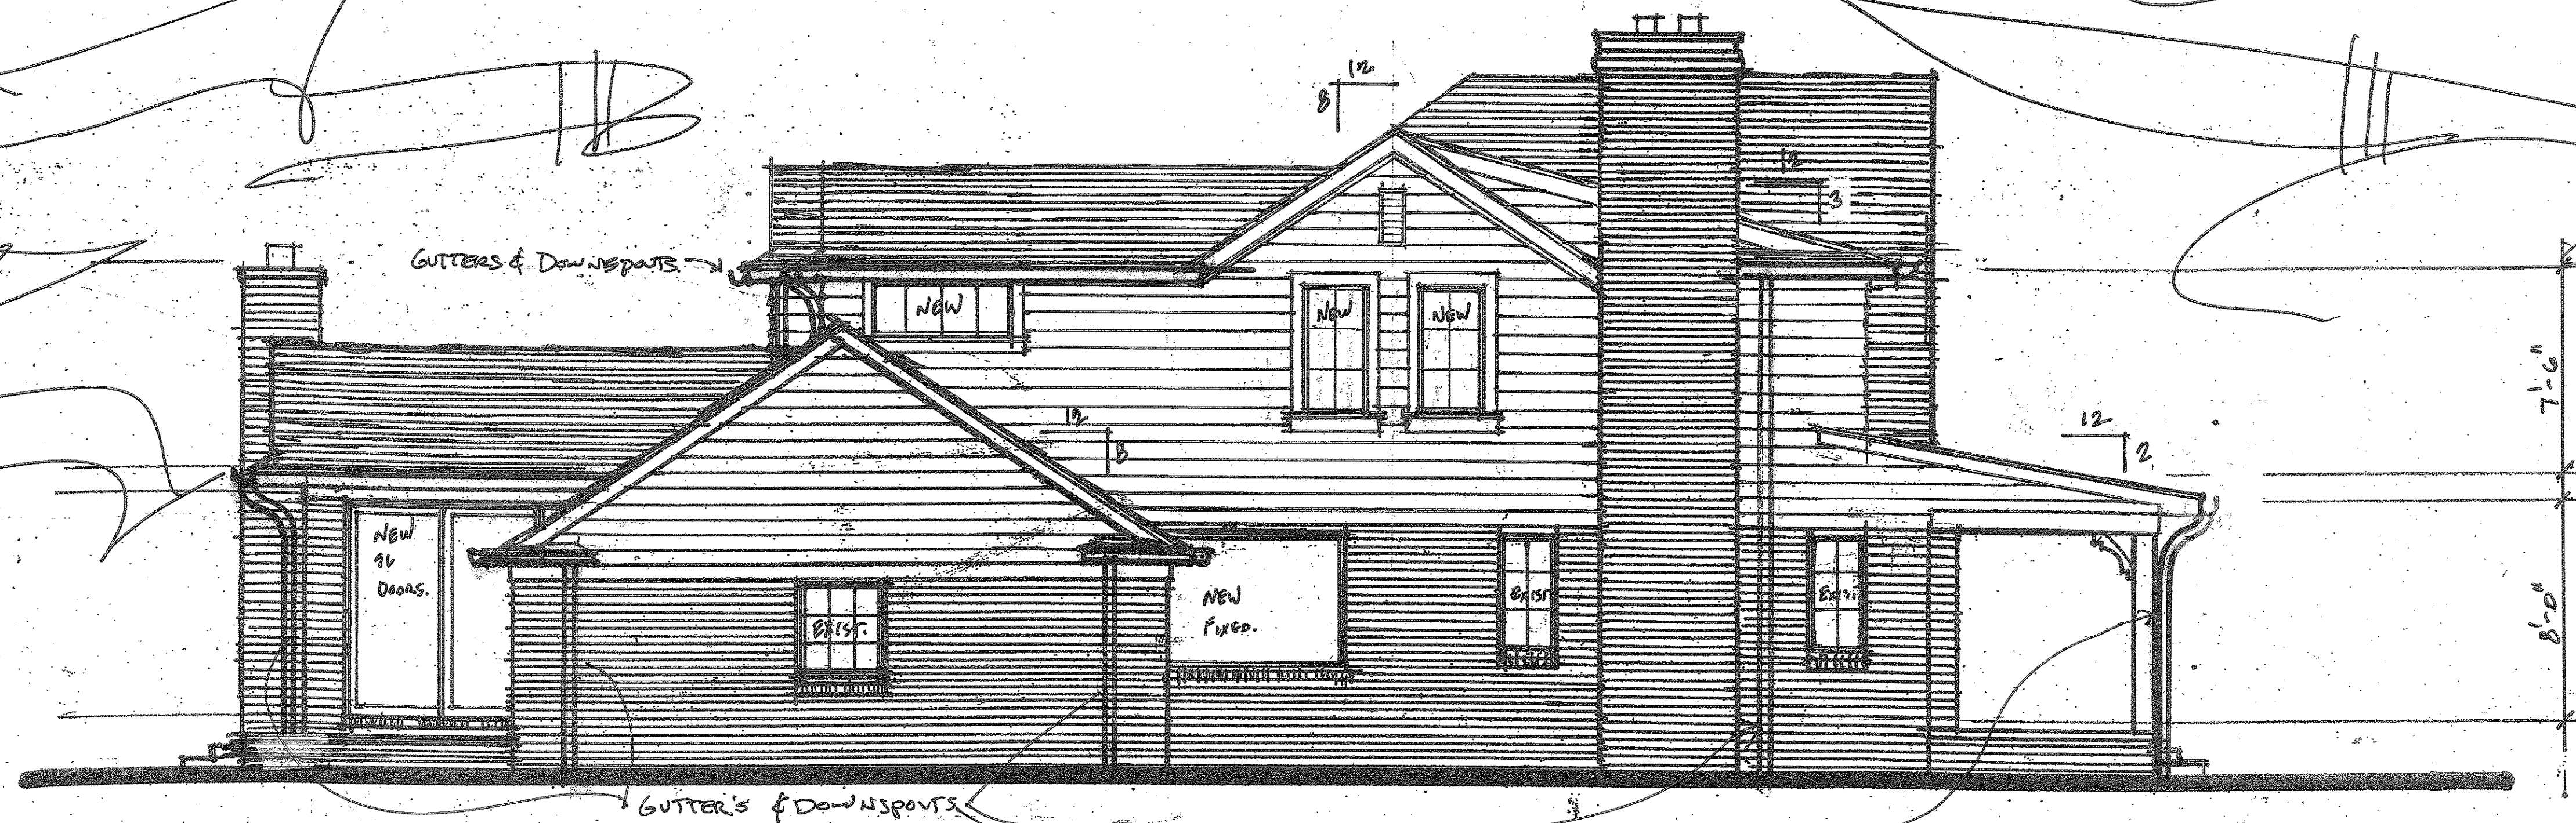 12
8
12
3
GUTTERS & DOWNSPOUTS.
NEW
NEW
NEW
7'-6"
12
8
12
2
NEW
DOORS.
NEW
FIXED.
EXIST.
EXIST
EXIST.
8'-0"
GUTTER'S & DOWNSPOUTS.